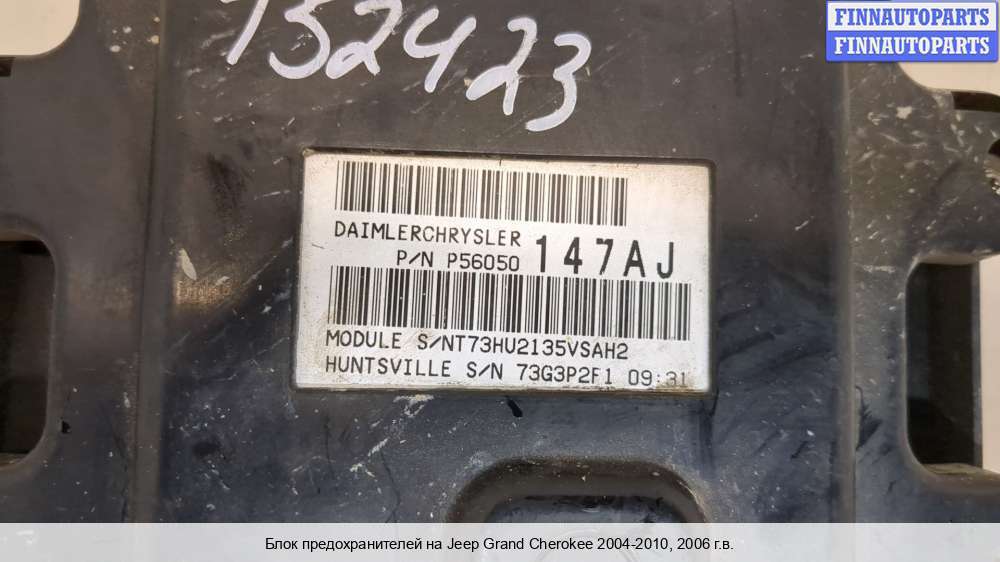 FINNAUTOPARTS
FINNAUTOPARTS
732423
DAIMLERCHRYSLER
P/N P56050 147AJ
MODULE S/NT73HU2135VSAH2
HUNTSVILLE S/N 73G3P2F1 09:31
Блок предохранителей на Jeep Grand Cherokee 2004-2010, 2006 г.в.